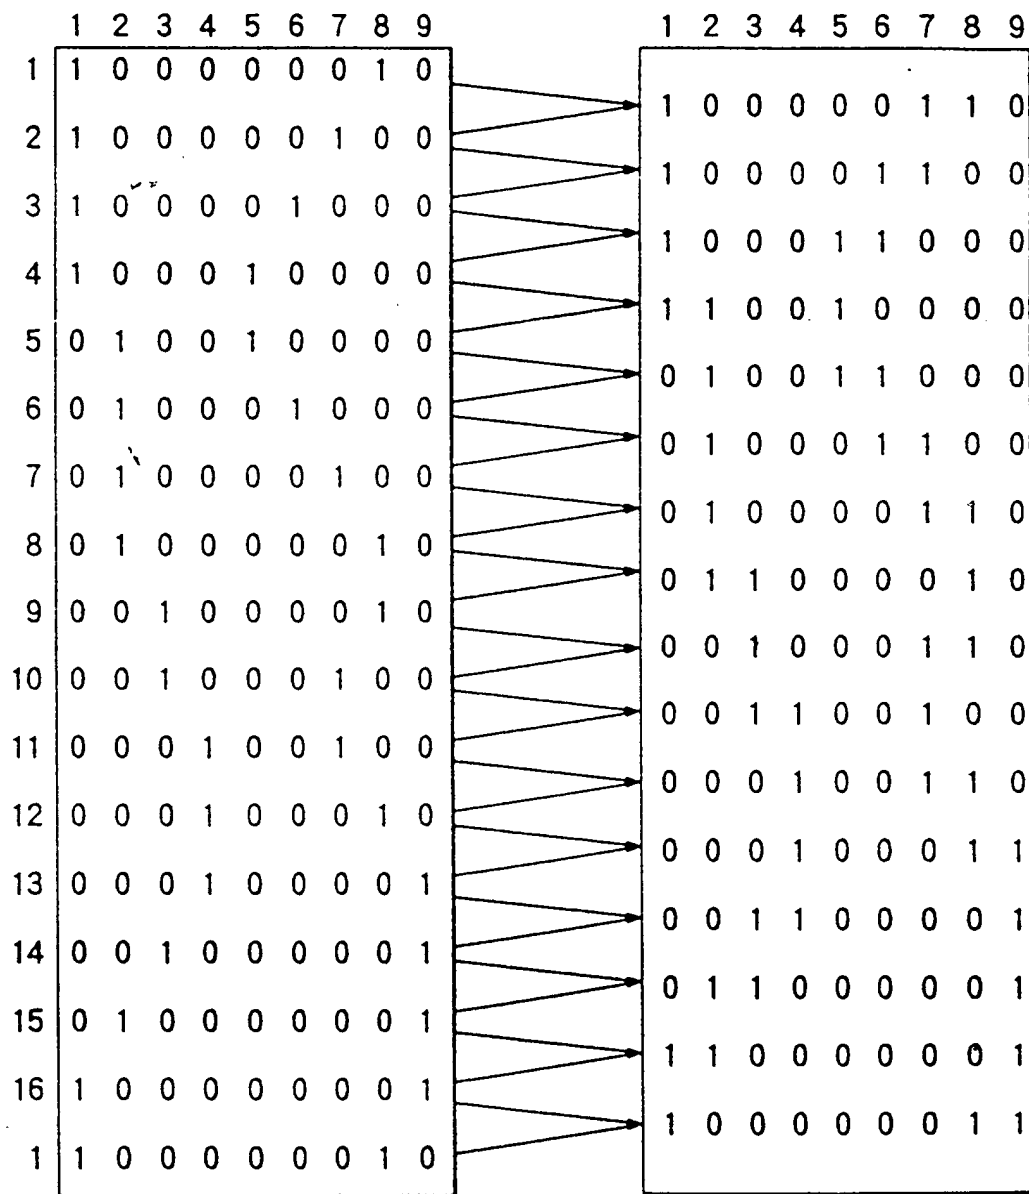 1 2 3 4 5 6 7 8 9 1 2 3 4 5 6 7 8 9
1 1 0 0 0 0 0 0 1 0
1 0 0 0 0 0 1 1 0
2 1 0 0 0 0 0 1 0 0
1 0 0 0 0 1 1 0 0
3 1 0 0 0 0 1 0 0 0
1 0 0 0 1 1 0 0 0
4 1 0 0 0 1 0 0 0 0
1 1 0 0 1 0 0 0 0
5 0 1 0 0 1 0 0 0 0
0 1 0 0 1 1 0 0 0
6 0 1 0 0 0 1 0 0 0
0 1 0 0 0 1 1 0 0
7 0 1 0 0 0 0 1 0 0
0 1 0 0 0 0 1 1 0
8 0 1 0 0 0 0 0 1 0
0 1 1 0 0 0 0 1 0
9 0 0 1 0 0 0 0 1 0
0 0 1 0 0 0 1 1 0
10 0 0 1 0 0 0 1 0 0
0 0 1 1 0 0 1 0 0
11 0 0 0 1 0 0 1 0 0
0 0 0 1 0 0 1 1 0
12 0 0 0 1 0 0 0 1 0
0 0 0 1 0 0 0 1 1
13 0 0 0 1 0 0 0 0 1
0 0 1 1 0 0 0 0 1
14 0 0 1 0 0 0 0 0 1
0 1 1 0 0 0 0 0 1
15 0 1 0 0 0 0 0 0 1
1 1 0 0 0 0 0 0 1
16 1 0 0 0 0 0 0 0 1
1 0 0 0 0 0 0 1 1
1 1 0 0 0 0 0 0 1 0